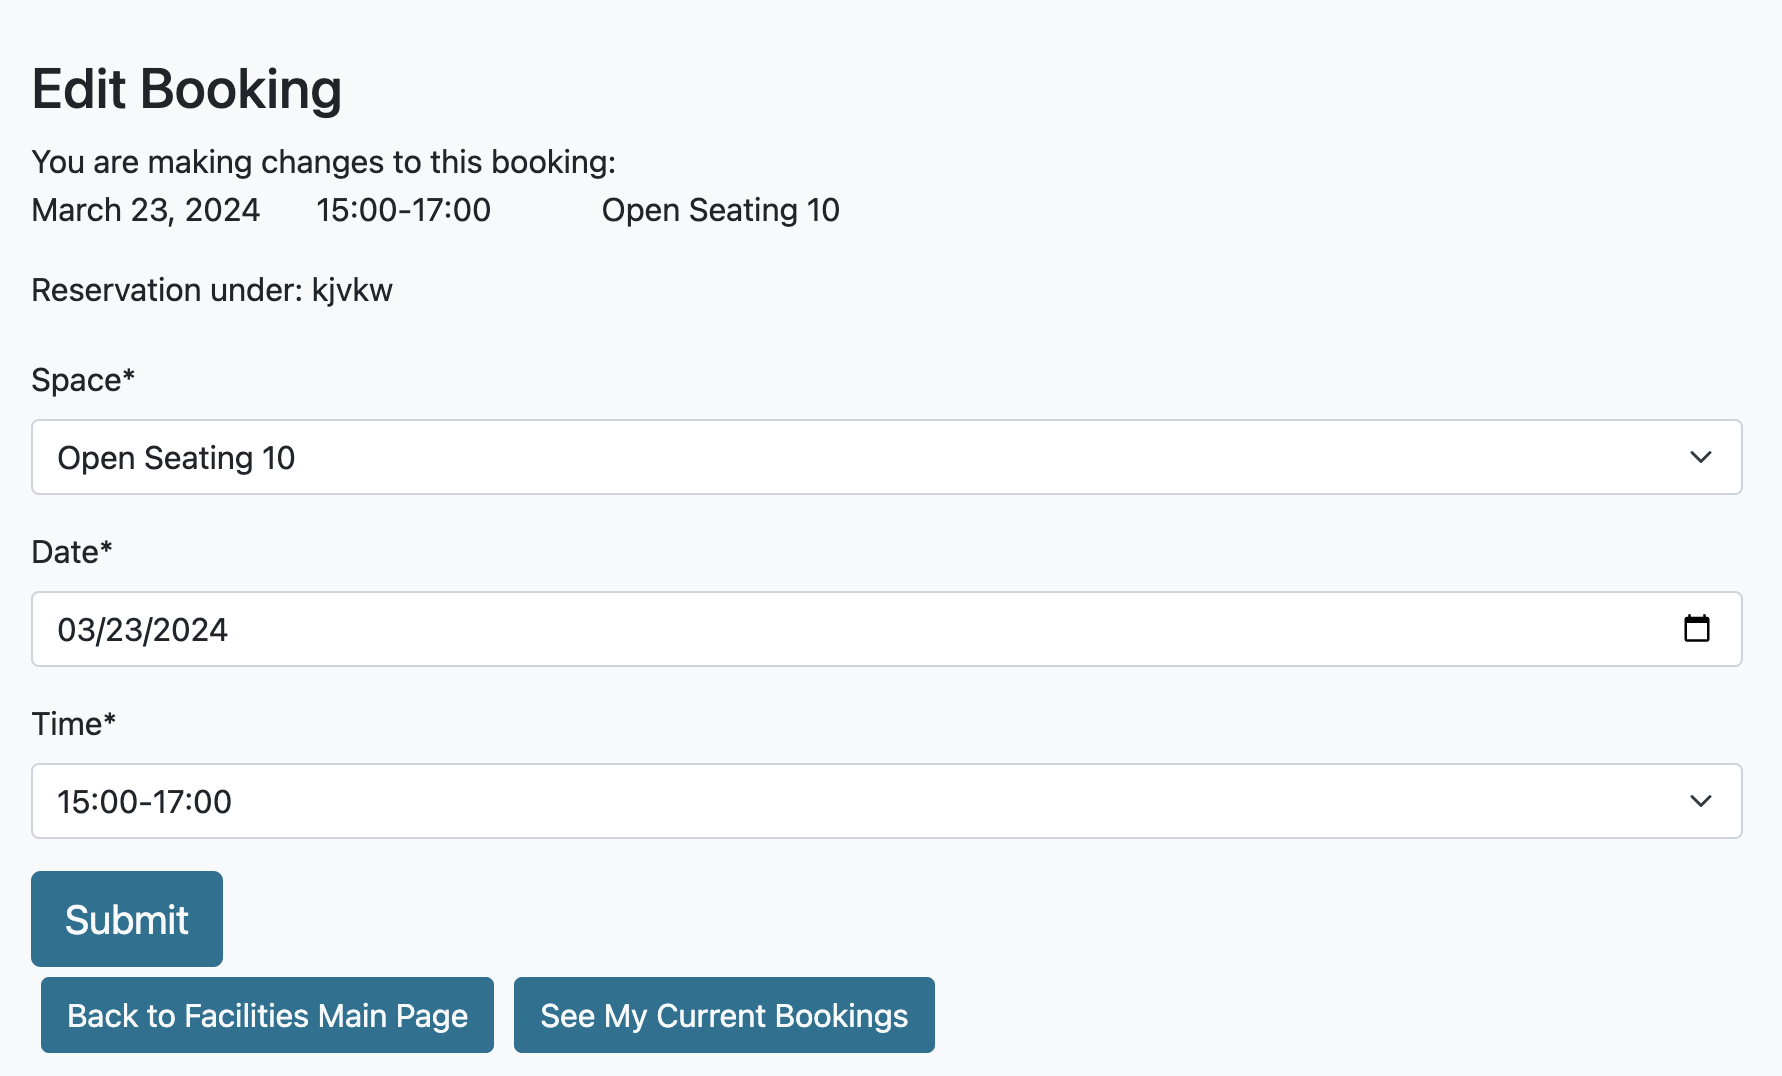 Edit Booking
You are making changes to this booking:
March 23, 2024 15:00-17:00 Open Seating 10
Reservation under: kjvkw
Space*
Open Seating 10
Date*
03/23/2024
Time*
15:00-17:00
Submit
Back to Facilities Main Page See My Current Bookings